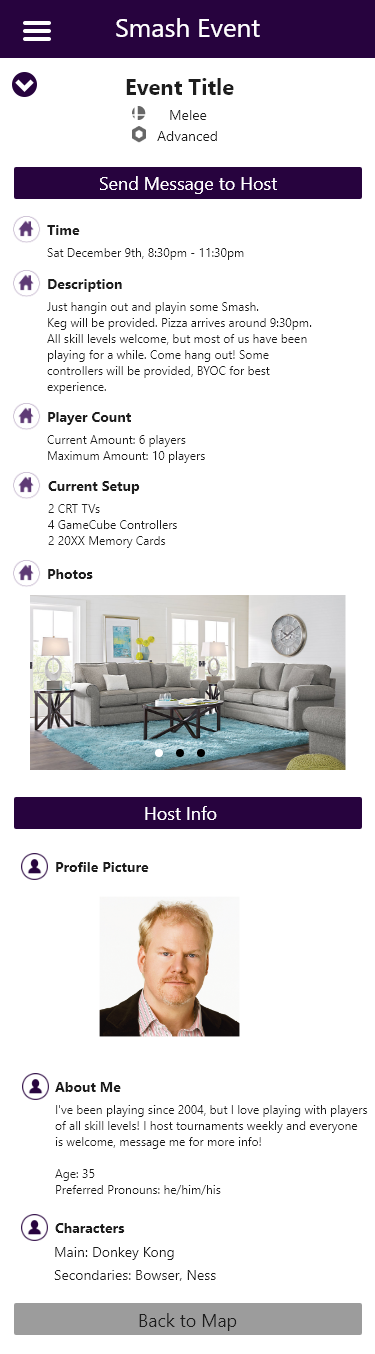 Smash Event
Event Title
Melee
Advanced
Send Message to Host
Time
Sat December 9th, 8:30pm - 11:30pm
Description
Just hangin out and playin some Smash.
Keg will be provided. Pizza arrives around 9:30pm.
All skill levels welcome, but most of us have been
playing for a while. Come hang out! Some
controllers will be provided, BYOC for best
experience.
Player Count
Current Amount: 6 players
Maximum Amount: 10 players
Current Setup
2 CRT TVs
4 GameCube Controllers
2 20XX Memory Cards
Photos
Host Info
Profile Picture
About Me
I've been playing since 2004, but I love playing with players
of all skill levels! I host tournaments weekly and everyone
is welcome, message me for more info!
Age: 35
Preferred Pronouns: he/him/his
Characters
Main: Donkey Kong
Secondaries: Bowser, Ness
Back to Map